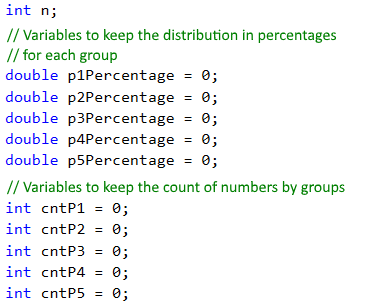 int n;
// Variables to keep the distribution in percentages
// for each group
double p1Percentage = 0;
double p2Percentage = 0;
double p3Percentage = 0;
double p4Percentage = 0;
double p5Percentage = 0;
// Variables to keep the count of numbers by groups
int cntP1 = 0;
int cntP2 = 0;
int cntP3 = 0;
int cntP4 = 0;
int cntP5 = 0;